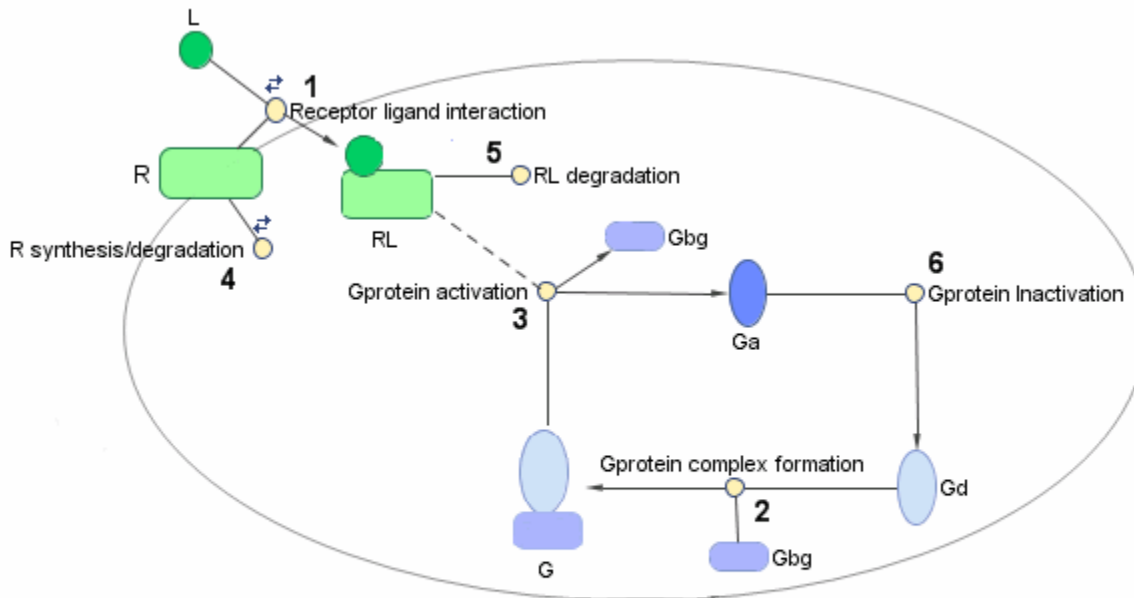 L
1
Receptor ligand interaction
R
5
RL degradation
RL
R synthesis/degradation
4
Gbg
Gprotein activation
3
6
Gprotein Inactivation
Ga
Gprotein complex formation
2
Gd
Gbg
G